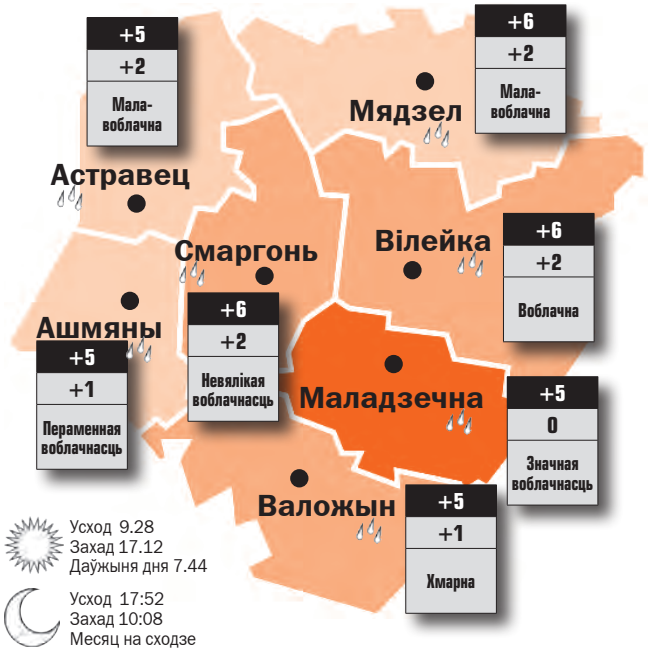 +5
+2
Мала-
воблачна
+6
+2
Мала-
воблачна
Мядзел
Астравец
Смаргонь
Вілейка
+6
+2
Воблачна
Ашмяны
+5
+1
Пераменная
воблачнасць
+6
+2
Невялікая
воблачнасць
Маладзечна
+5
0
Значная
воблачнасць
Валожын
+5
+1
Хмарна
Усход 9.28
Захад 17.12
Даўжыня дня 7.44
Усход 17:52
Захад 10:08
Месяц на сходзе